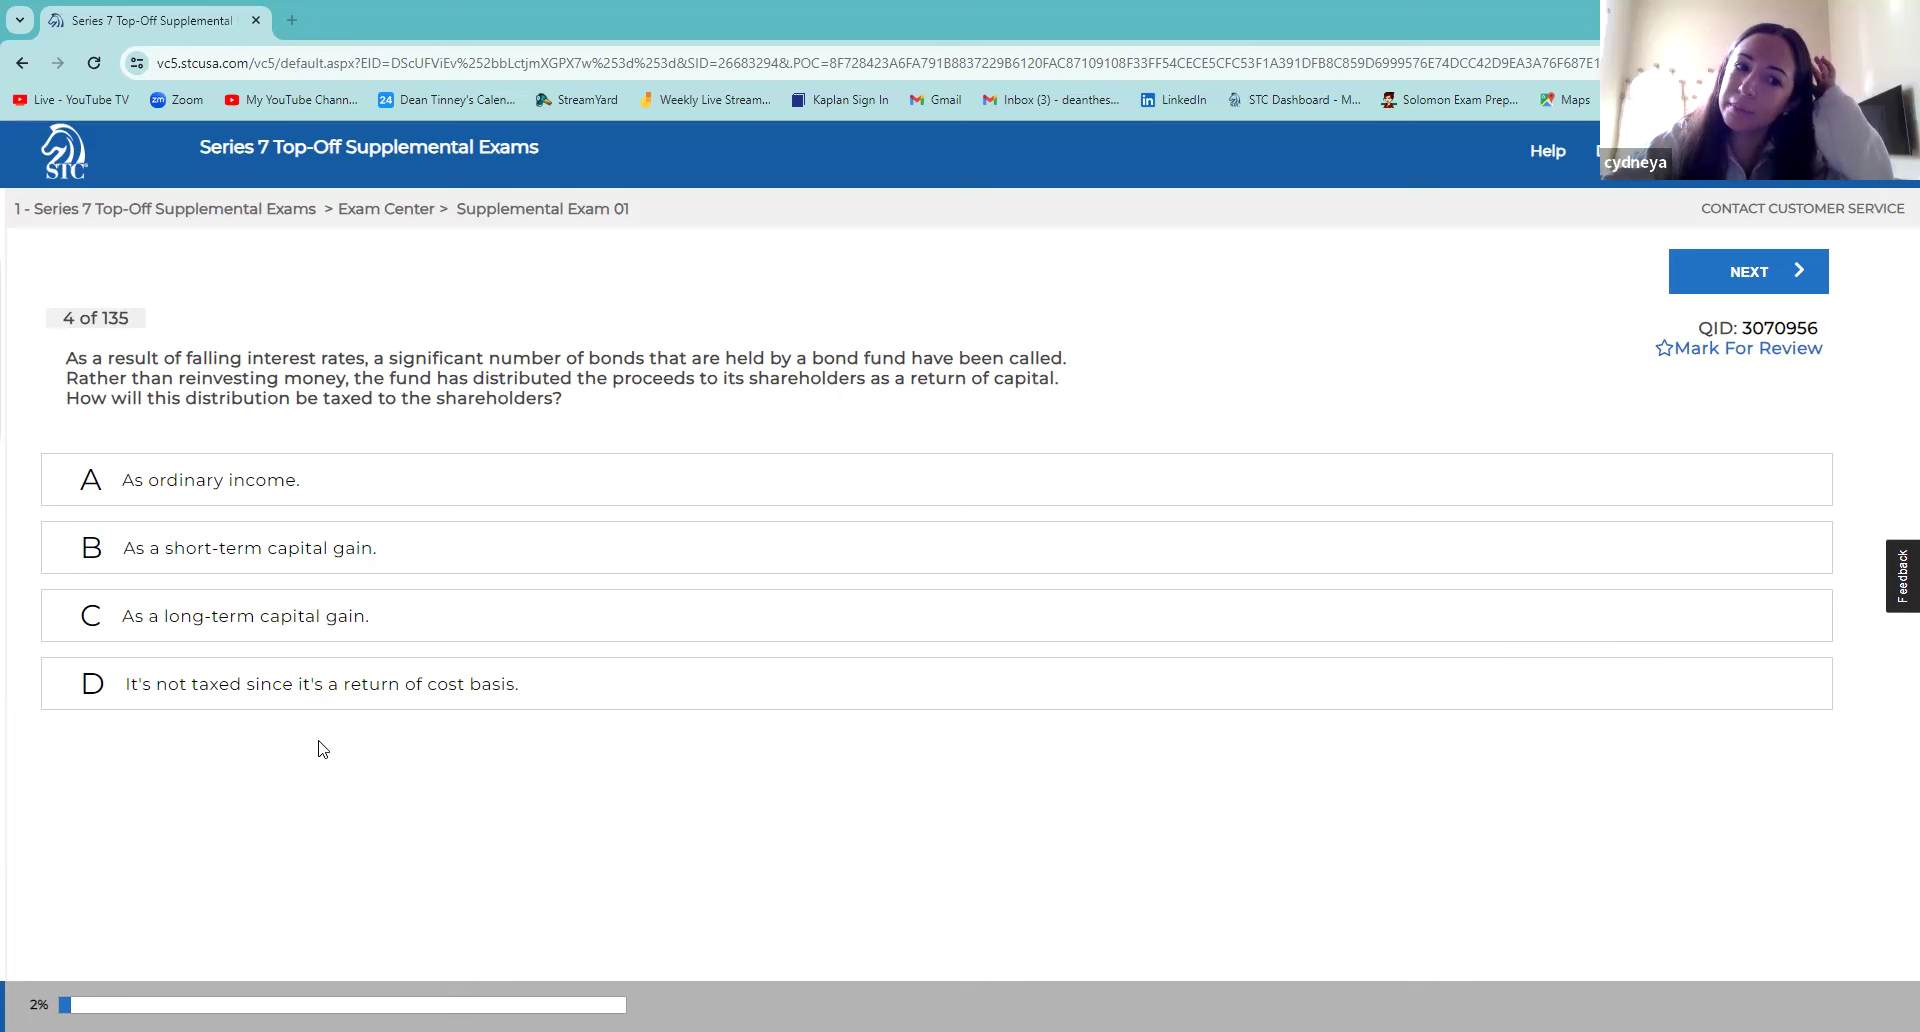 Series 7 Top-Off Supplemental
vc5.stcusa.com/vc5/default.aspx?EID=DScUFViEv%252bbLctjmXGPX7w%253d%253d&SID=26683294&.POC=8F728423A6FA791B8837229B6120FAC87109108F33FF54CECE5CFC53F1A391DFB8C859D6999576E74DCC42D9EA3A76F687E1
Live - YouTube TV zm Zoom My YouTube Chann... 24 Dean Tinney's Calen... StreamYard Weekly Live Stream... Kaplan Sign In Gmail Inbox (3) - deanthes... LinkedIn STC Dashboard - M... Solomon Exam Prep... Maps
cydneya
STC
Series 7 Top-Off Supplemental Exams
Help
1 - Series 7 Top-Off Supplemental Exams > Exam Center > Supplemental Exam 01
CONTACT CUSTOMER SERVICE
NEXT
4 of 135
QID: 3070956
Mark For Review
As a result of falling interest rates, a significant number of bonds that are held by a bond fund have been called.
Rather than reinvesting money, the fund has distributed the proceeds to its shareholders as a return of capital.
How will this distribution be taxed to the shareholders?
A As ordinary income.
B As a short-term capital gain.
C As a long-term capital gain.
D It's not taxed since it's a return of cost basis.
Feedback
2%